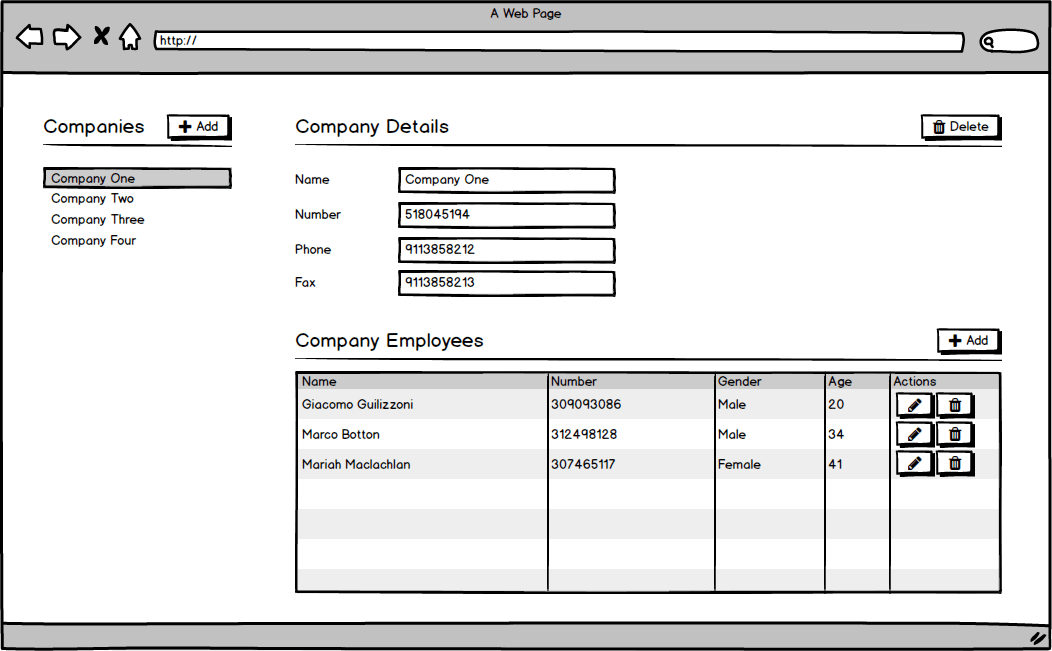 A Web Page
http://
Companies
Add
Company One
Company Two
Company Three
Company Four
Company Details
Delete
Name Company One
Number 518045194
Phone 9113858212
Fax 9113858213
Company Employees
Add
Name Number Gender Age Actions
Giacomo Guilizzoni 309093086 Male 20
Marco Botton 312498128 Male 34
Mariah Maclachlan 307465117 Female 41